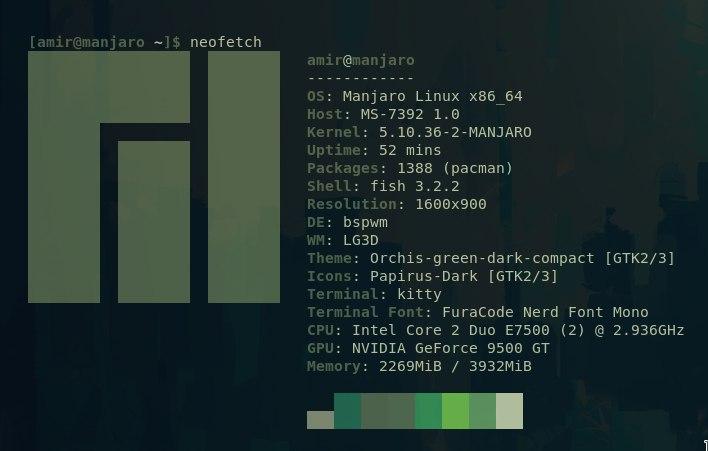 [amir@manjaro ~]$ neofetch
amir@manjaro
------------
OS: Manjaro Linux x86_64
Host: MS-7392 1.0
Kernel: 5.10.36-2-MANJARO
Uptime: 52 mins
Packages: 1388 (pacman)
Shell: fish 3.2.2
Resolution: 1600x900
DE: bspwm
WM: LG3D
Theme: Orchis-green-dark-compact [GTK2/3]
Icons: Papirus-Dark [GTK2/3]
Terminal: kitty
Terminal Font: FuraCode Nerd Font Mono
CPU: Intel Core 2 Duo E7500 (2) @ 2.936GHz
GPU: NVIDIA GeForce 9500 GT
Memory: 2269MiB / 3932MiB